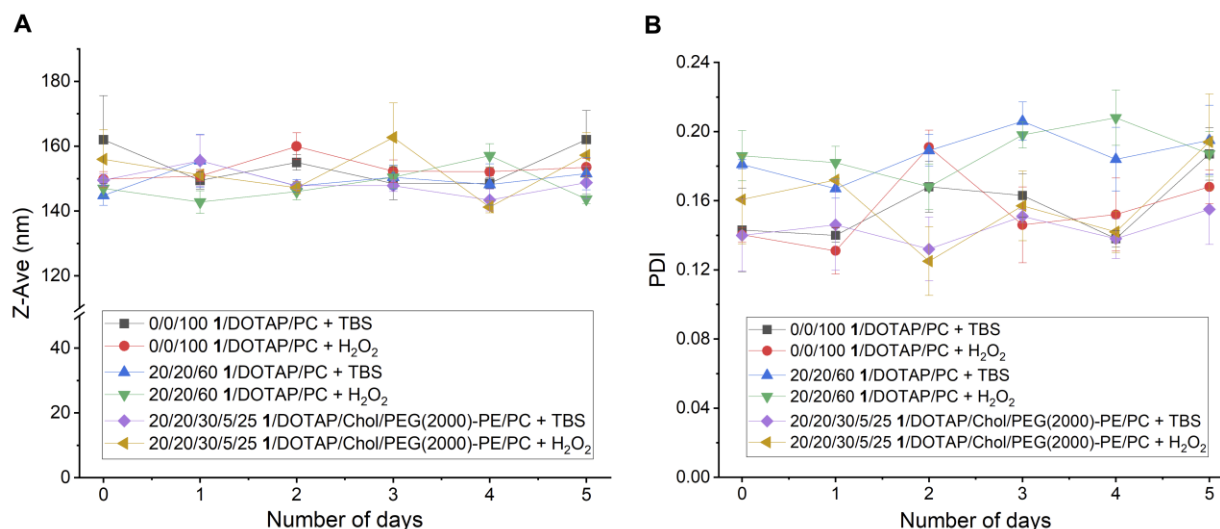 A
Z-Ave (nm)
180
160
140
120
40
20
0
0/0/100 1/DOTAP/PC + TBS
0/0/100 1/DOTAP/PC + H₂O₂
20/20/60 1/DOTAP/PC + TBS
20/20/60 1/DOTAP/PC + H₂O₂
20/20/30/5/25 1/DOTAP/Chol/PEG(2000)-PE/PC + TBS
20/20/30/5/25 1/DOTAP/Chol/PEG(2000)-PE/PC + H₂O₂
0 1 2 3 4 5
Number of days
B
PDI
0.24
0.20
0.16
0.12
0.08
0.04
0.00
0/0/100 1/DOTAP/PC + TBS
0/0/100 1/DOTAP/PC + H₂O₂
20/20/60 1/DOTAP/PC + TBS
20/20/60 1/DOTAP/PC + H₂O₂
20/20/30/5/25 1/DOTAP/Chol/PEG(2000)-PE/PC + TBS
20/20/30/5/25 1/DOTAP/Chol/PEG(2000)-PE/PC + H₂O₂
0 1 2 3 4 5
Number of days